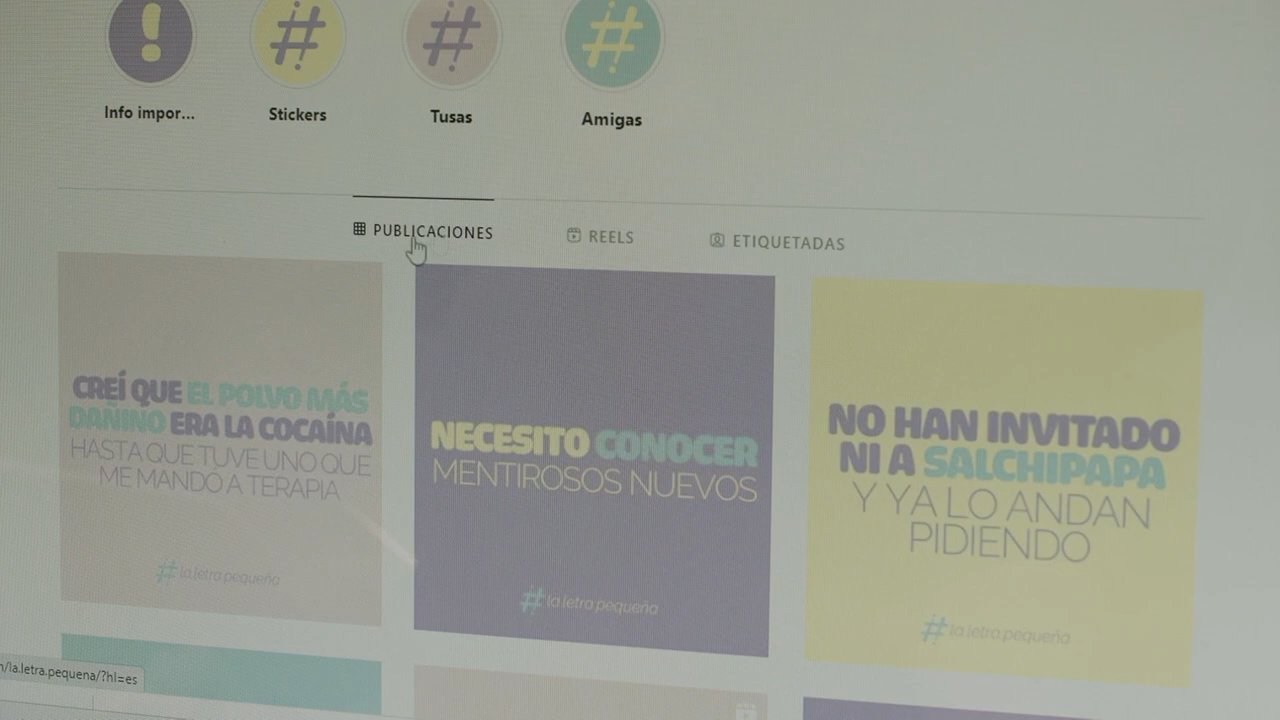 Info impor...
Stickers
Tusas
Amigas
PUBLICACIONES
REELS
ETIQUETADAS
CREÍ QUE EL POLVO MÁS
DAÑINO ERA LA COCAÍNA
HASTA QUE TUVE UNO QUE
ME MANDO A TERAPIA
#la letra pequeña
NECESITO CONOCER
MENTIROSOS NUEVOS
#la letra pequeña
NO HAN INVITADO
NI A SALCHIPAPA
Y YA LO ANDAN
PIDIENDO
#la letra pequeña
/la.letra.pequena/?hl=es